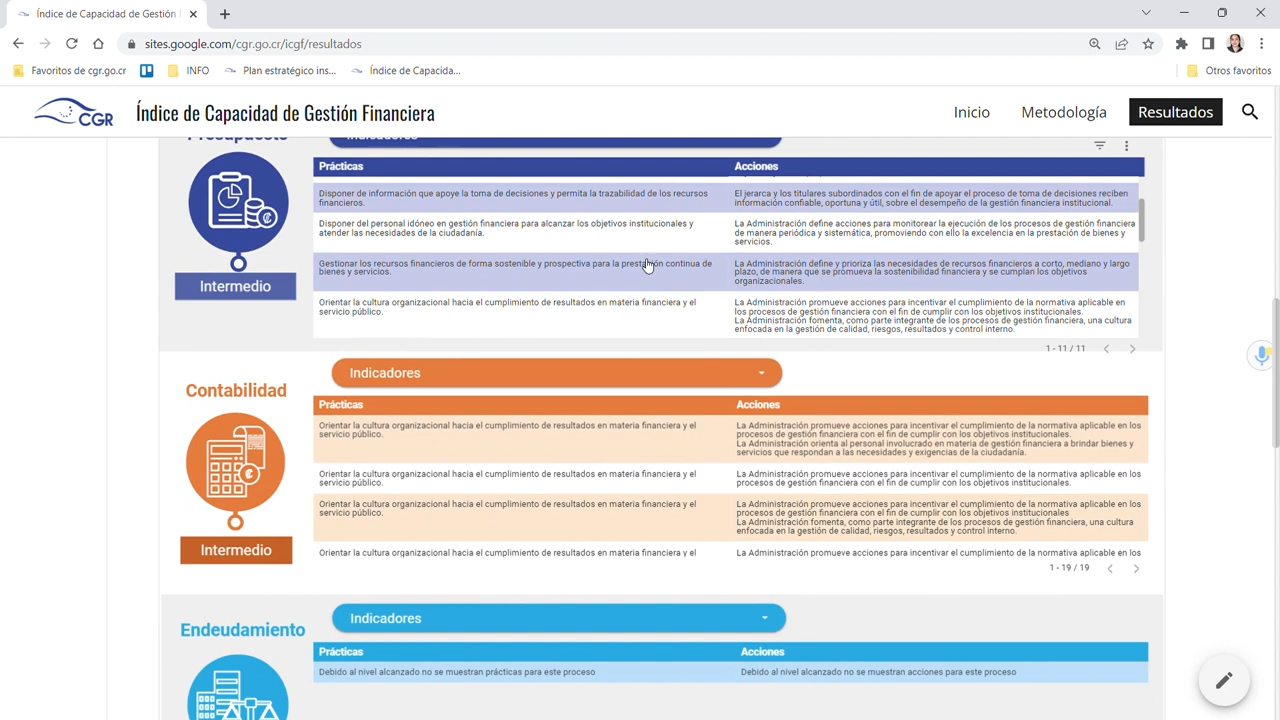 Índice de Capacidad de Gestión
sites.google.com/cgr.go.cr/icgf/resultados
Favoritos de cgr.go.cr
INFO
Plan estratégico ins...
Índice de Capacida...
Otros favoritos
CGR
Índice de Capacidad de Gestión Financiera
Inicio
Metodología
Resultados
Presupuesto
Indicadores
Prácticas
Acciones
Disponer de información que apoye la toma de decisiones y permita la trazabilidad de los recursos
financieros.
El jerarca y los titulares subordinados con el fin de apoyar el proceso de toma de decisiones reciben
información confiable, oportuna y útil, sobre el desempeño de la gestión financiera institucional.
Disponer del personal idóneo en gestión financiera para alcanzar los objetivos institucionales y
atender las necesidades de la ciudadanía.
La Administración define acciones para monitorear la ejecución de los procesos de gestión financiera
de manera periódica y sistemática, promoviendo con ello la excelencia en la prestación de bienes y
servicios.
Gestionar los recursos financieros de forma sostenible y prospectiva para la prestación continua de
bienes y servicios.
La Administración define y prioriza las necesidades de recursos financieros a corto, mediano y largo
plazo, de manera que se promueva la sostenibilidad financiera y se cumplan los objetivos
organizacionales.
Orientar la cultura organizacional hacia el cumplimiento de resultados en materia financiera y el
servicio público.
La Administración promueve acciones para incentivar el cumplimiento de la normativa aplicable en
los procesos de gestión financiera con el fin de cumplir con los objetivos institucionales.
La Administración fomenta, como parte integrante de los procesos de gestión financiera, una cultura
enfocada en la gestión de calidad, riesgos, resultados y control interno.
Intermedio
1 - 11 / 11
Contabilidad
Indicadores
Prácticas
Acciones
Orientar la cultura organizacional hacia el cumplimiento de resultados en materia financiera y el
servicio público.
La Administración promueve acciones para incentivar el cumplimiento de la normativa aplicable en los
procesos de gestión financiera con el fin de cumplir con los objetivos institucionales.
La Administración orienta al personal involucrado en materia de gestión financiera a brindar bienes y
servicios que respondan a las necesidades y exigencias de la ciudadanía.
Orientar la cultura organizacional hacia el cumplimiento de resultados en materia financiera y el
servicio público.
La Administración promueve acciones para incentivar el cumplimiento de la normativa aplicable en los
procesos de gestión financiera con el fin de cumplir con los objetivos institucionales.
Orientar la cultura organizacional hacia el cumplimiento de resultados en materia financiera y el
servicio público.
La Administración promueve acciones para incentivar el cumplimiento de la normativa aplicable en los
procesos de gestión financiera con el fin de cumplir con los objetivos institucionales
La Administración fomenta, como parte integrante de los procesos de gestión financiera, una cultura
enfocada en la gestión de calidad, riesgos, resultados y control interno.
Orientar la cultura organizacional hacia el cumplimiento de resultados en materia financiera y el
La Administración promueve acciones para incentivar el cumplimiento de la normativa aplicable en los
Intermedio
1 - 19 / 19
Endeudamiento
Indicadores
Prácticas
Acciones
Debido al nivel alcanzado no se muestran prácticas para este proceso
Debido al nivel alcanzado no se muestran acciones para este proceso